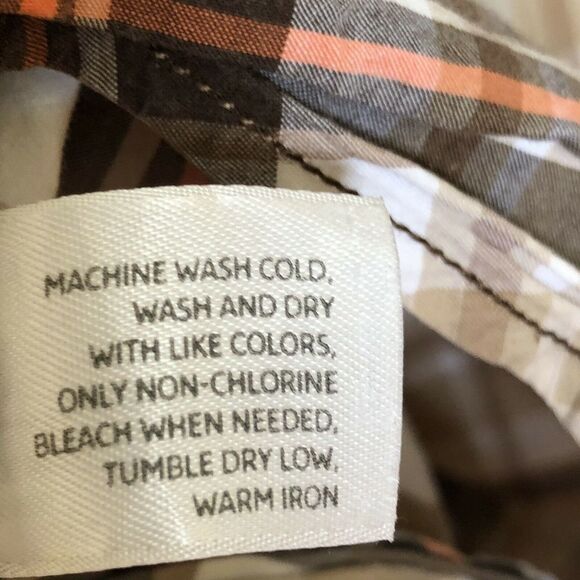 MACHINE WASH COLD,
WASH AND DRY
WITH LIKE COLORS,
ONLY NON-CHLORINE
BLEACH WHEN NEEDED,
TUMBLE DRY LOW,
WARM IRON